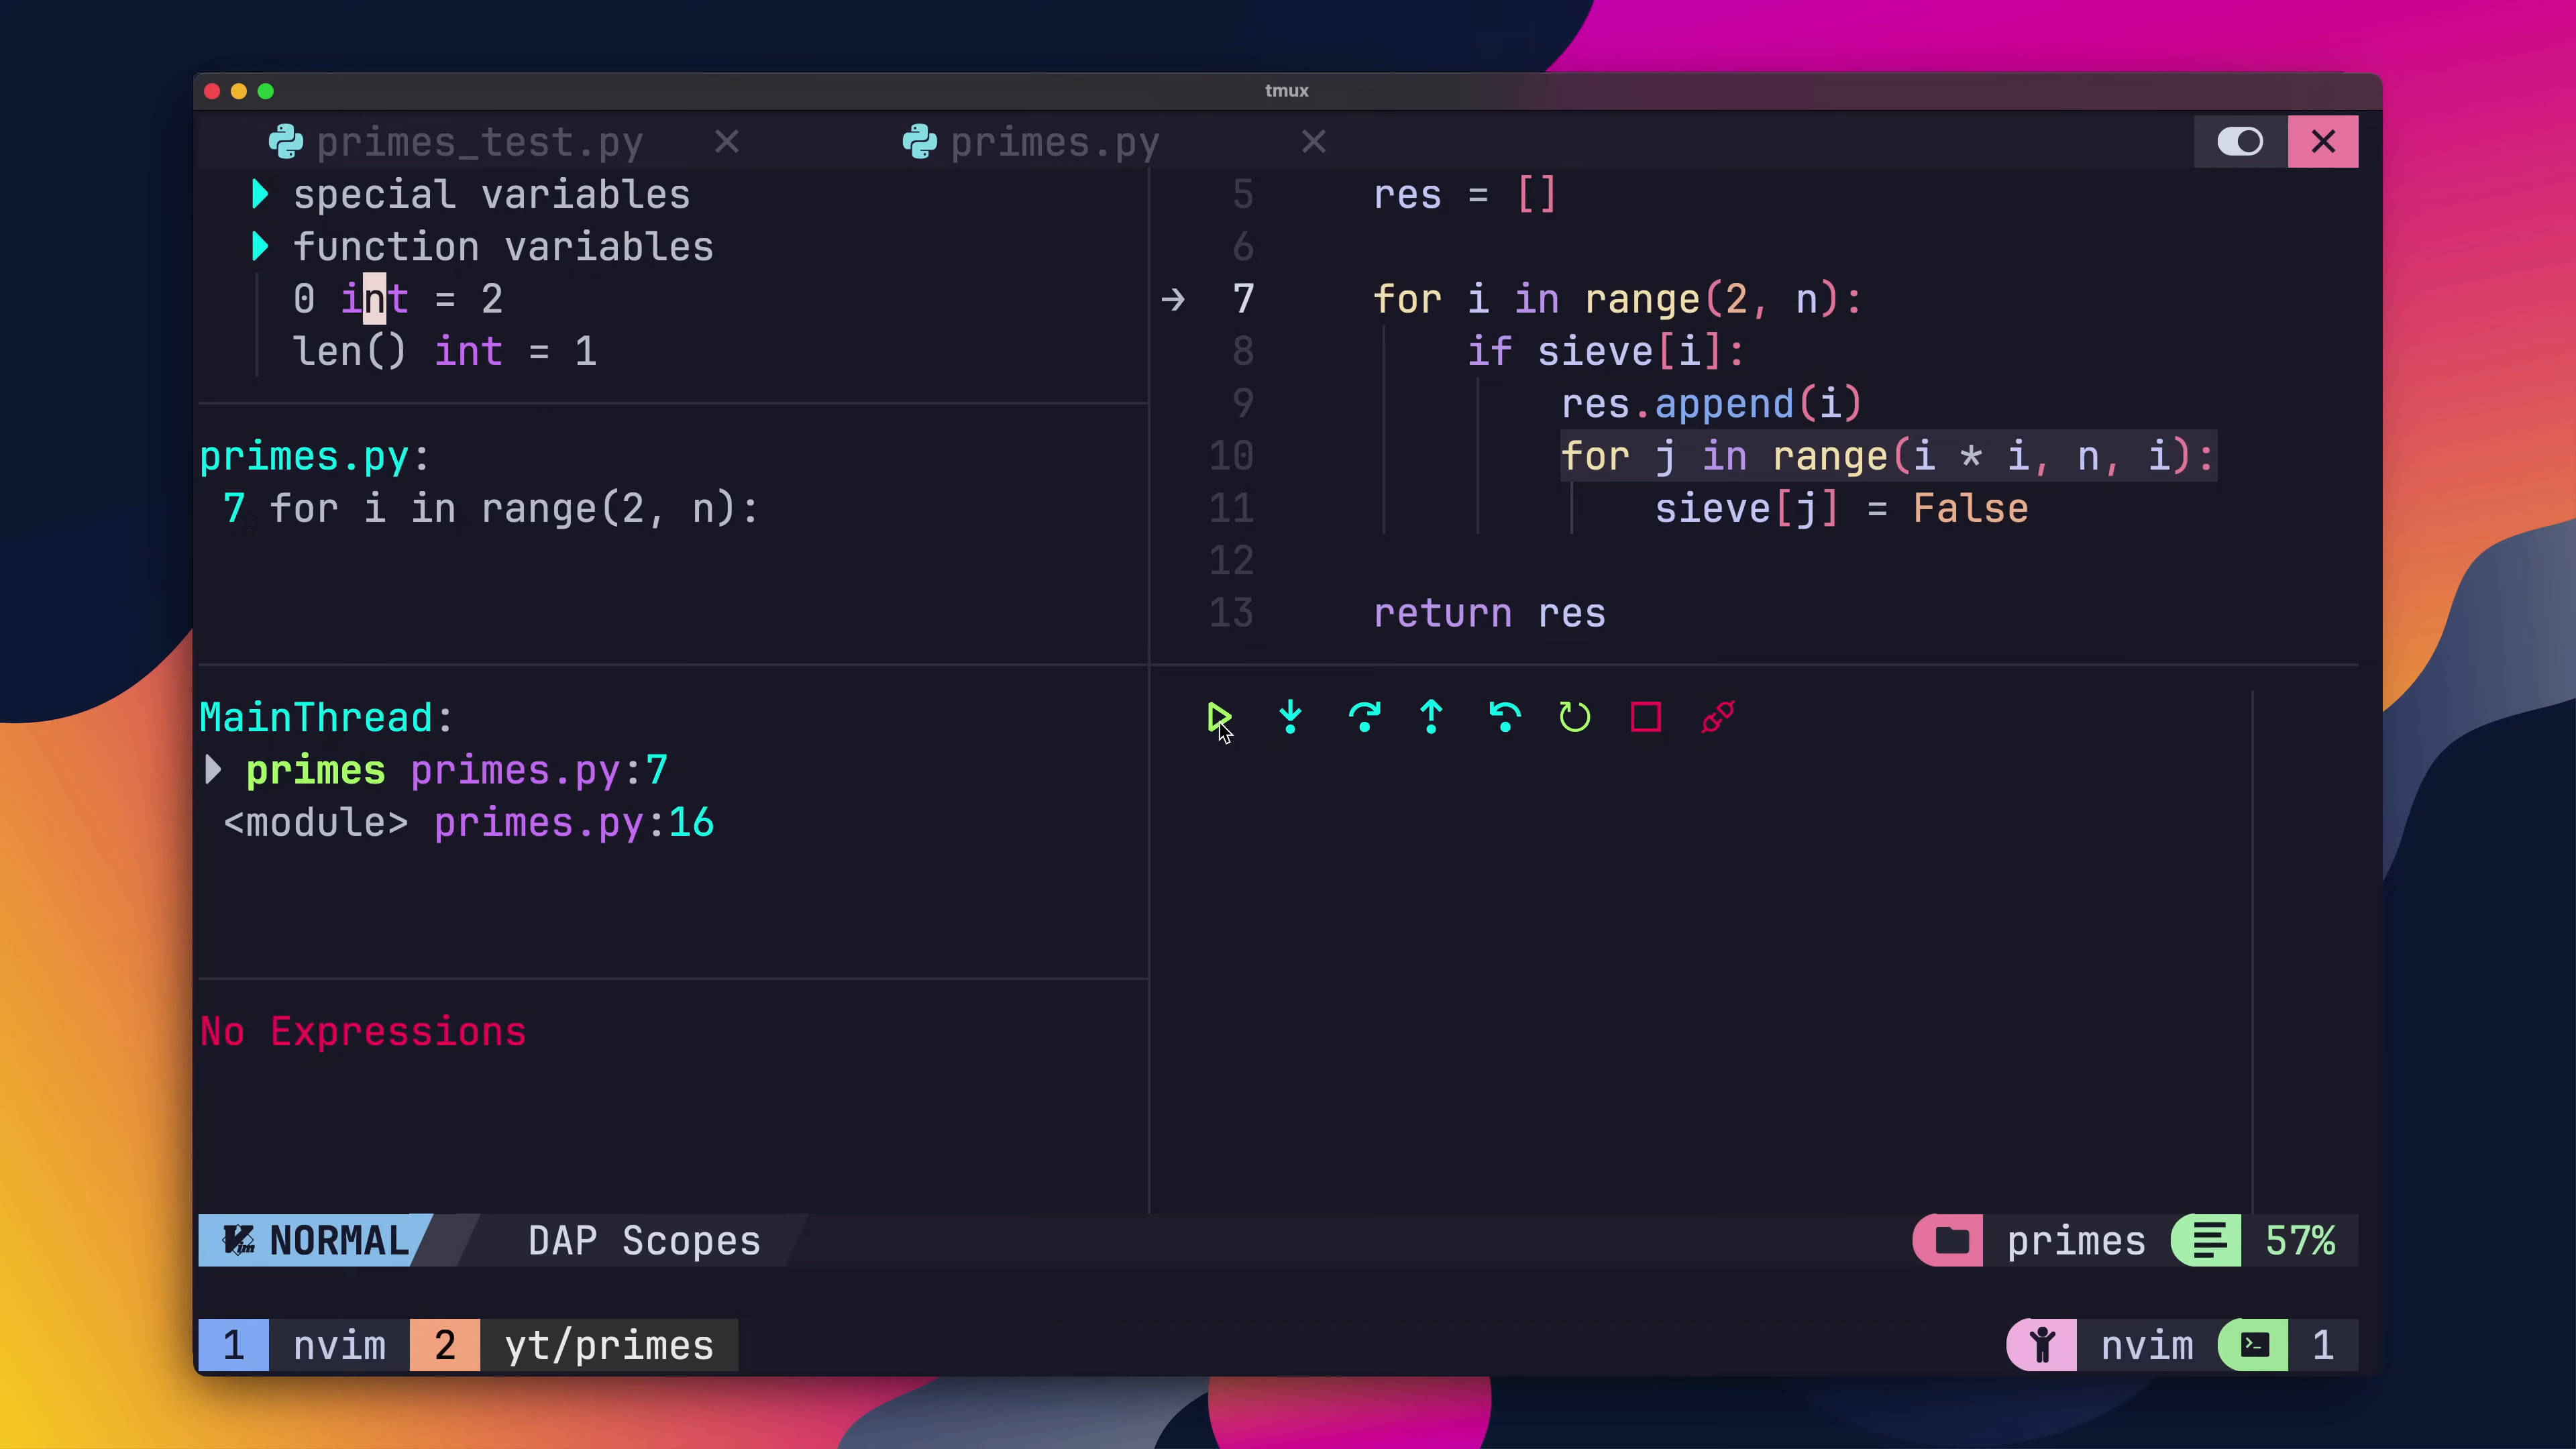 tmux
primes_test.py
primes.py
special variables
function variables
0 int = 2
len() int = 1
primes.py:
7 for i in range(2, n):
MainThread:
primes primes.py:7
<module> primes.py:16
No Expressions
5 res = []
6
7 for i in range(2, n):
8 if sieve[i]:
9 res.append(i)
10 for j in range(i * i, n, i):
11 sieve[j] = False
12
13 return res
NORMAL DAP Scopes primes 57%
1 nvim 2 yt/primes nvim 1